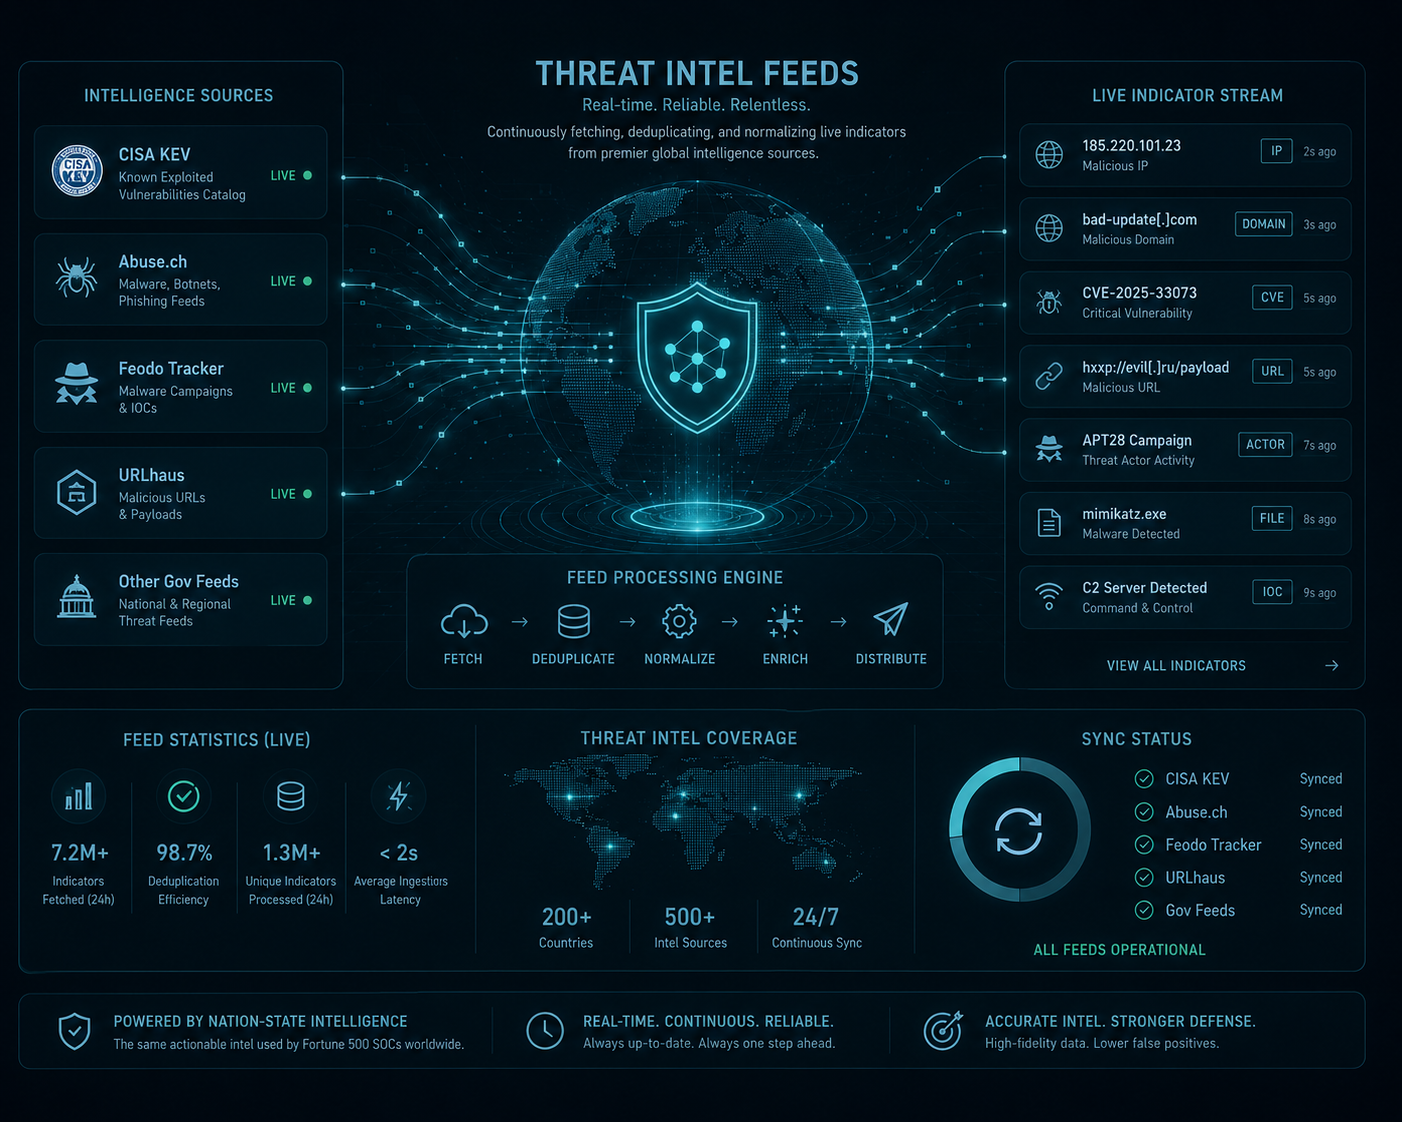 THREAT INTEL FEEDS
Real-time. Reliable. Relentless.
Continuously fetching, deduplicating, and normalizing live indicators
from premier global intelligence sources.
INTELLIGENCE SOURCES
CISA
KEV
CISA KEV
Known Exploited
Vulnerabilities Catalog
LIVE
Abuse.ch
Malware, Botnets,
Phishing Feeds
LIVE
Feodo Tracker
Malware Campaigns
& IOCs
LIVE
URLhaus
Malicious URLs
& Payloads
LIVE
Other Gov Feeds
National & Regional
Threat Feeds
LIVE
FEED PROCESSING ENGINE
FETCH
DEDUPLICATE
NORMALIZE
ENRICH
DISTRIBUTE
LIVE INDICATOR STREAM
185.220.101.23
Malicious IP
IP
2s ago
bad-update[.]com
Malicious Domain
DOMAIN
3s ago
CVE-2025-33073
Critical Vulnerability
CVE
5s ago
hxxp://evil[.]ru/payload
Malicious URL
URL
5s ago
APT28 Campaign
Threat Actor Activity
ACTOR
7s ago
mimikatz.exe
Malware Detected
FILE
8s ago
C2 Server Detected
Command & Control
IOC
9s ago
VIEW ALL INDICATORS
FEED STATISTICS (LIVE)
7.2M+
Indicators
Fetched (24h)
98.7%
Deduplication
Efficiency
1.3M+
Unique Indicators
Processed (24h)
< 2s
Average Ingestion
Latency
THREAT INTEL COVERAGE
200+
Countries
500+
Intel Sources
24/7
Continuous Sync
SYNC STATUS
CISA KEV Synced
Abuse.ch Synced
Feodo Tracker Synced
URLhaus Synced
Gov Feeds Synced
ALL FEEDS OPERATIONAL
POWERED BY NATION-STATE INTELLIGENCE
The same actionable intel used by Fortune 500 SOCs worldwide.
REAL-TIME. CONTINUOUS. RELIABLE.
Always up-to-date. Always one step ahead.
ACCURATE INTEL. STRONGER DEFENSE.
High-fidelity data. Lower false positives.